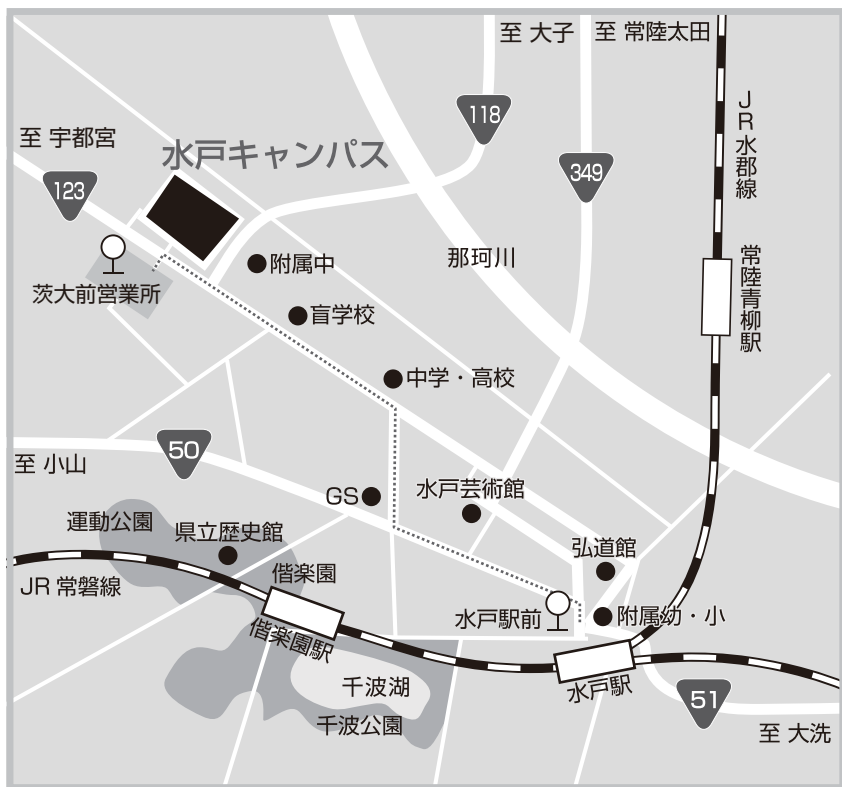 至 大子
至 常陸太田
118
JR水郡線
至 宇都宮
水戸キャンパス
123
349
那珂川
附属中
常陸青柳駅
茨大前営業所
盲学校
中学・高校
50
至 小山
GS
水戸芸術館
運動公園
県立歴史館
弘道館
偕楽園
JR 常磐線
水戸駅前
附属幼・小
偕楽園駅
千波湖
水戸駅
51
千波公園
至 大洗